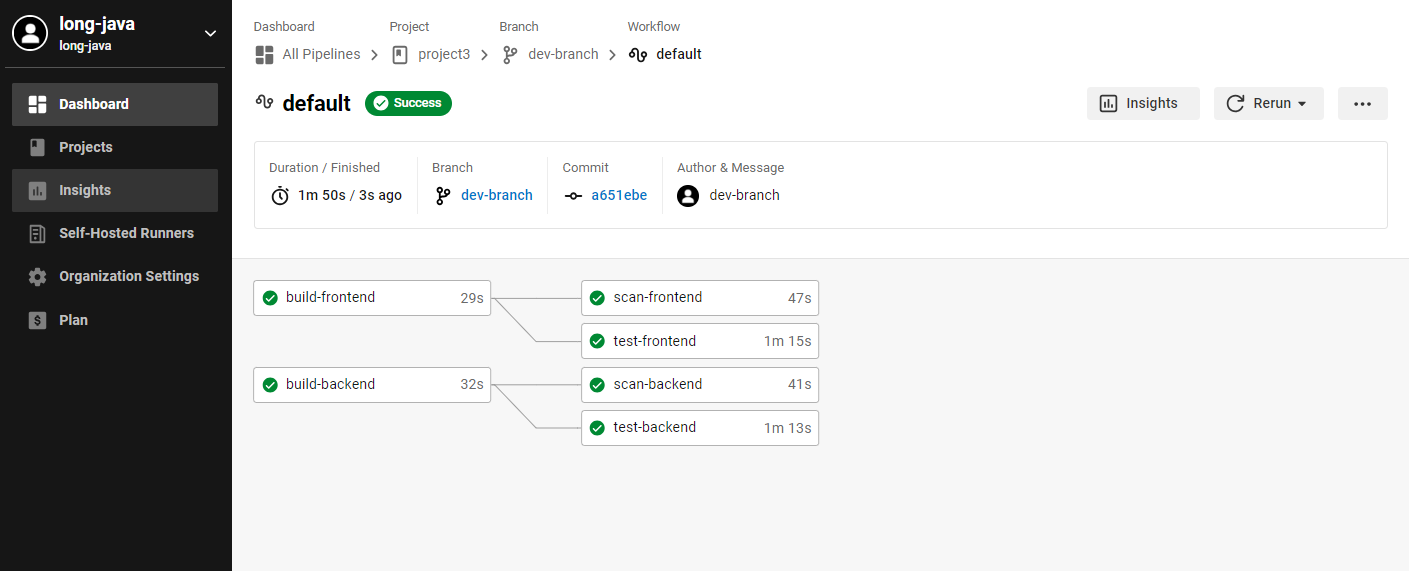 long-java
long-java
Dashboard
Projects
Insights
Self-Hosted Runners
Organization Settings
Plan
Dashboard Project Branch Workflow
All Pipelines project3 dev-branch default
default Success Insights Rerun
Duration / Finished Branch Commit Author & Message
1m 50s / 3s ago dev-branch a651ebe dev-branch
build-frontend 29s scan-frontend 47s
test-frontend 1m 15s
build-backend 32s scan-backend 41s
test-backend 1m 13s